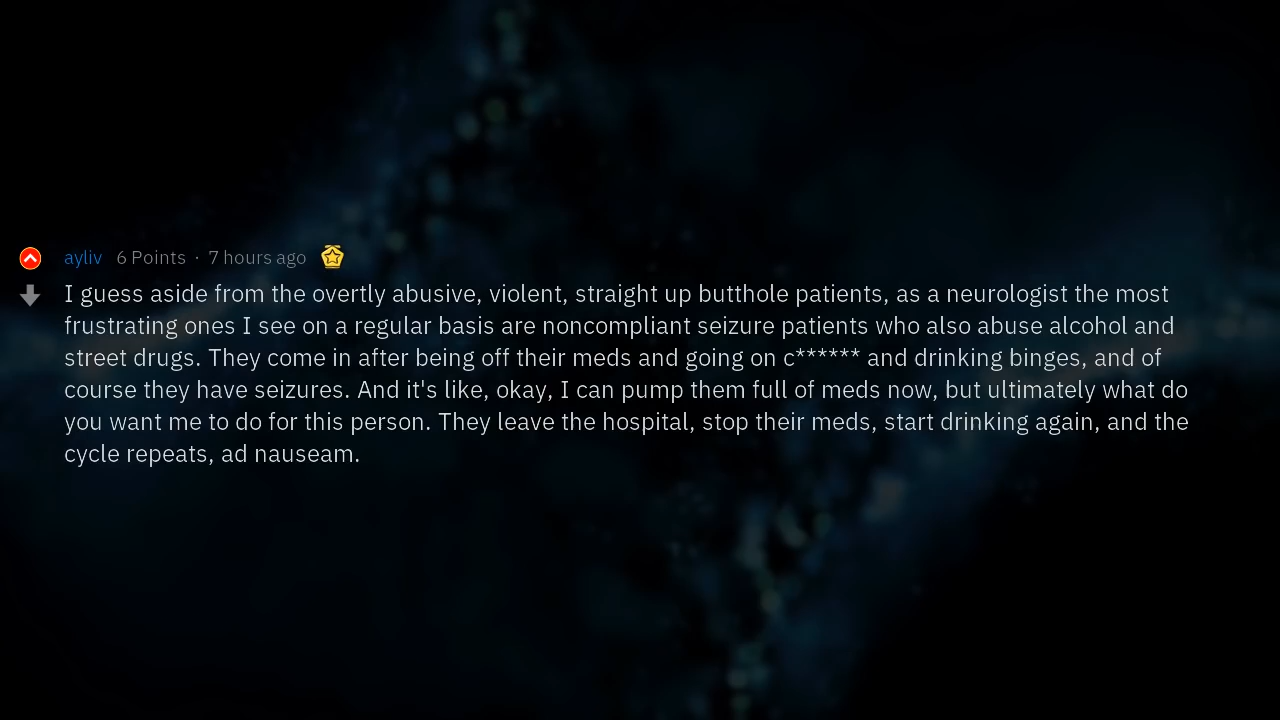 ayliv 6 Points · 7 hours ago
I guess aside from the overtly abusive, violent, straight up butthole patients, as a neurologist the most
frustrating ones I see on a regular basis are noncompliant seizure patients who also abuse alcohol and
street drugs. They come in after being off their meds and going on c****** and drinking binges, and of
course they have seizures. And it's like, okay, I can pump them full of meds now, but ultimately what do
you want me to do for this person. They leave the hospital, stop their meds, start drinking again, and the
cycle repeats, ad nauseam.